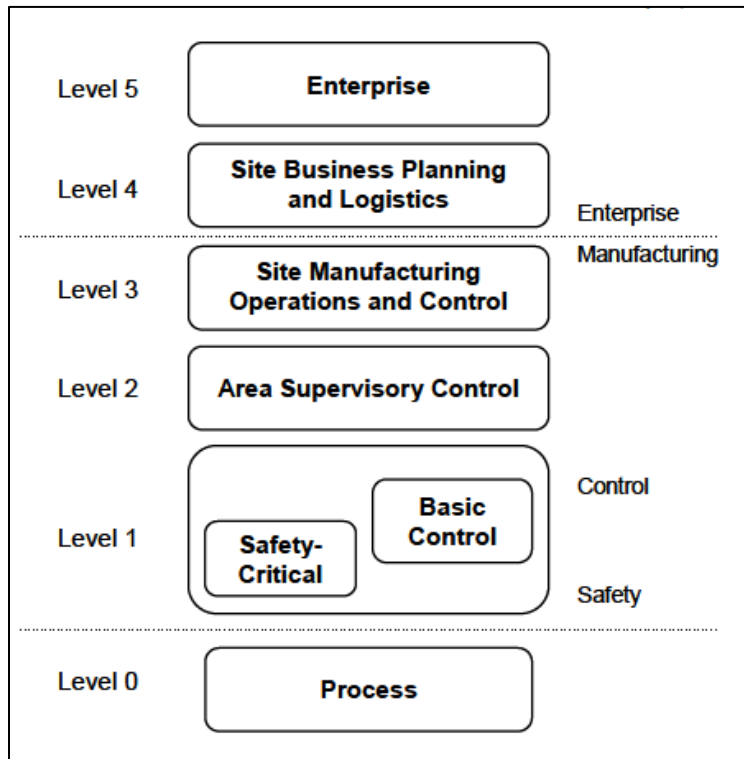 Level 5
Enterprise
Level 4
Site Business Planning
and Logistics
Enterprise
Manufacturing
Level 3
Site Manufacturing
Operations and Control
Level 2
Area Supervisory Control
Control
Level 1
Basic
Control
Safety-
Critical
Safety
Level 0
Process